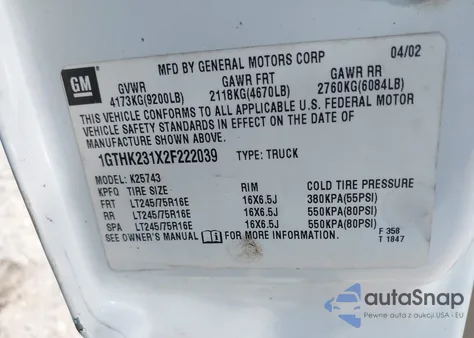 MFD BY GENERAL MOTORS CORP 04/02
GM
GVWR GAWR FRT GAWR RR
4173KG(9200LB) 2118KG(4670LB) 2760KG(6084LB)
THIS VEHICLE CONFORMS TO ALL APPLICABLE U.S. FEDERAL MOTOR
VEHICLE SAFETY STANDARDS IN EFFECT ON THE DATE OF
MANUFACTURE SHOWN ABOVE.
1GTHK231X2F222039 TYPE: TRUCK
MODEL: K25743
KPFQ TIRE SIZE RIM COLD TIRE PRESSURE
FRT LT245/75R16E 16X6.5J 380KPA(55PSI)
RR LT245/75R16E 16X6.5J 550KPA(80PSI)
SPA LT245/75R16E 16X6.5J 550KPA(80PSI)
SEE OWNER'S MANUAL FOR MORE INFORMATION
F 358
T 1847
autoSnap
Pewne auta z aukcji USA i EU